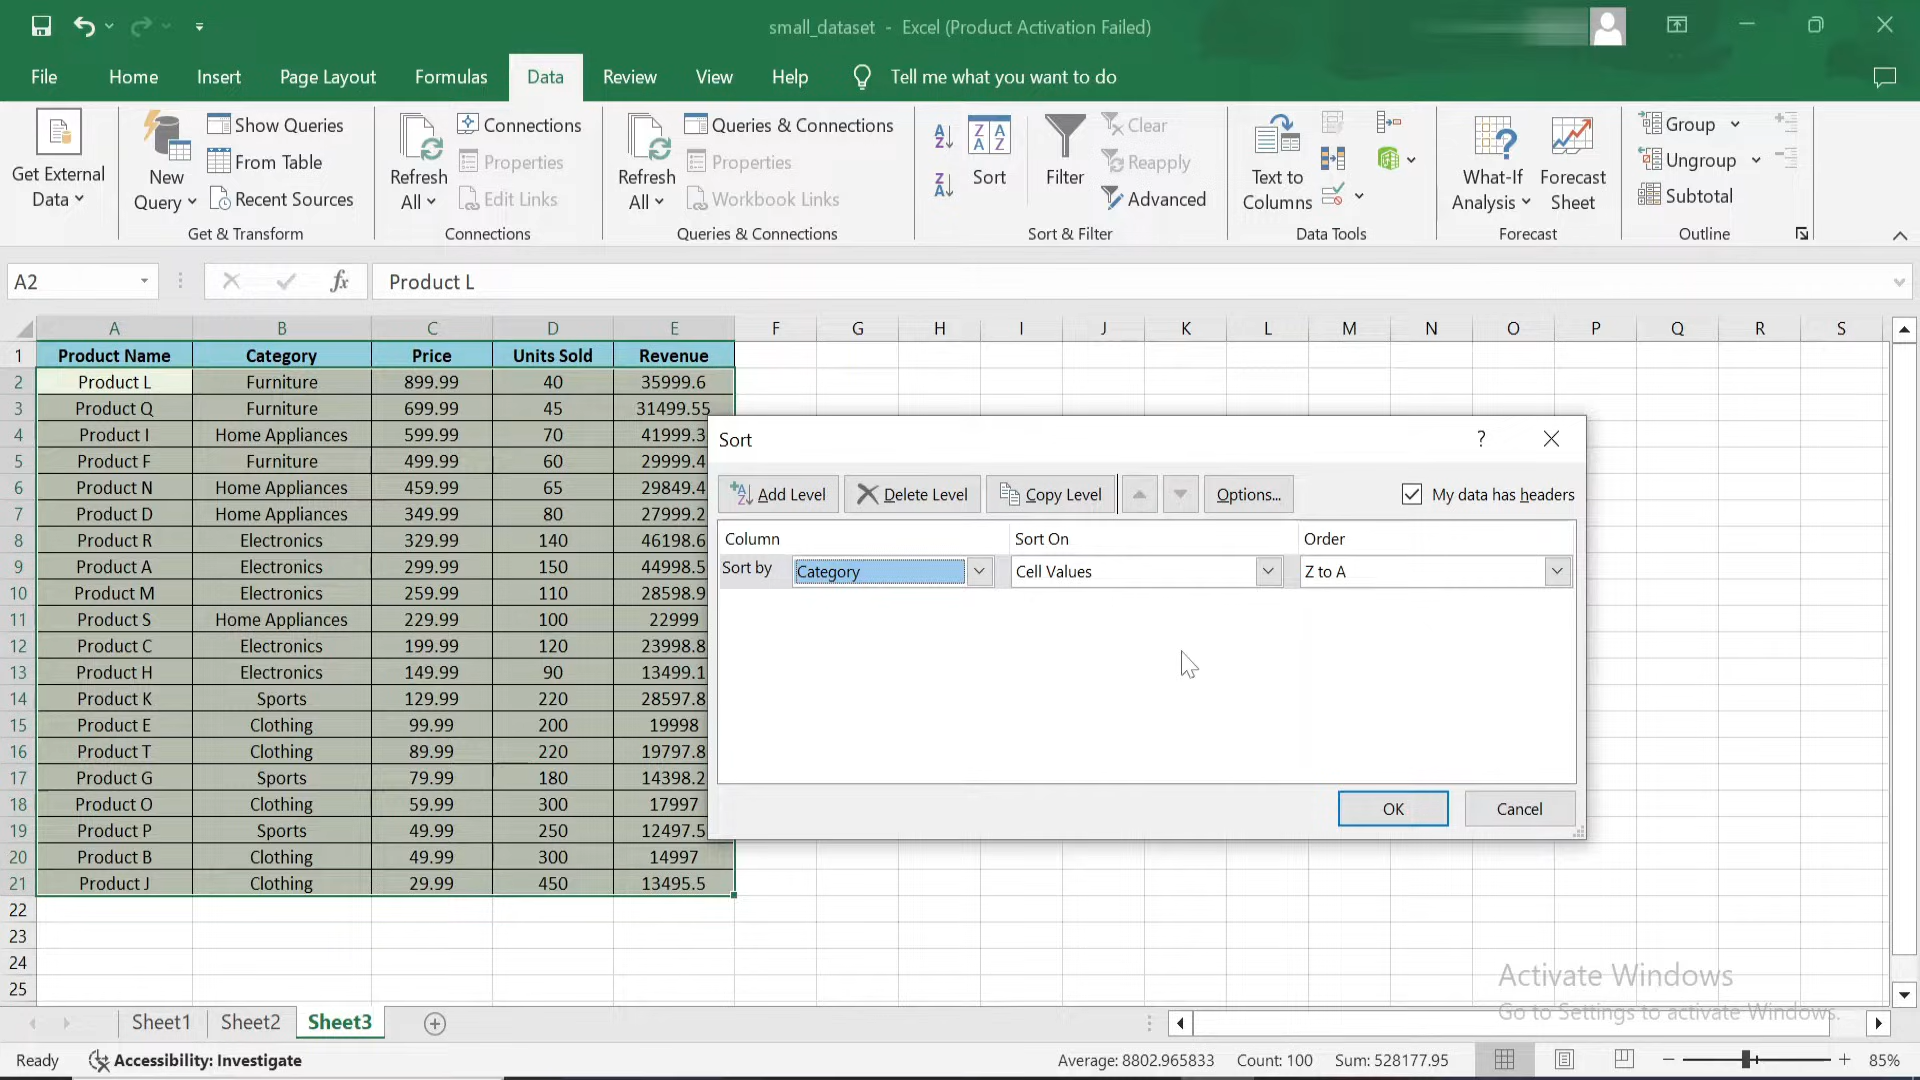 small_dataset - Excel (Product Activation Failed)
File Home Insert Page Layout Formulas Data Review View Help Tell me what you want to do
Get External Data
New Query
Show Queries
From Table
Recent Sources
Get & Transform
Refresh All
Connections
Properties
Edit Links
Connections
Refresh All
Queries & Connections
Properties
Workbook Links
Queries & Connections
Sort
Filter
Clear
Reapply
Advanced
Sort & Filter
Text to Columns
Data Tools
What-If Analysis
Forecast Sheet
Forecast
Group
Ungroup
Subtotal
Outline
A2 fx Product L
A B C D E F G H I J K L M N O P Q R S
1 Product Name Category Price Units Sold Revenue
2 Product L Furniture 899.99 40 35999.6
3 Product Q Furniture 699.99 45 31499.55
4 Product I Home Appliances 599.99 70 41999.3
5 Product F Furniture 499.99 60 29999.4
6 Product N Home Appliances 459.99 65 29849.4
7 Product D Home Appliances 349.99 80 27999.2
8 Product R Electronics 329.99 140 46198.6
9 Product A Electronics 299.99 150 44998.5
10 Product M Electronics 259.99 110 28598.9
11 Product S Home Appliances 229.99 100 22999
12 Product C Electronics 199.99 120 23998.8
13 Product H Electronics 149.99 90 13499.1
14 Product K Sports 129.99 220 28597.8
15 Product E Clothing 99.99 200 19998
16 Product T Clothing 89.99 220 19797.8
17 Product G Sports 79.99 180 14398.2
18 Product O Clothing 59.99 300 17997
19 Product P Sports 49.99 250 12497.5
20 Product B Clothing 49.99 300 14997
21 Product J Clothing 29.99 450 13495.5
22
23
24
25
Sort ?
Add Level Delete Level Copy Level Options... My data has headers
Column Sort On Order
Sort by Category Cell Values Z to A
OK Cancel
Activate Windows
Go to Settings to activate Windows.
Sheet1 Sheet2 Sheet3
Ready Accessibility: Investigate Average: 8802.965833 Count: 100 Sum: 528177.95 85%